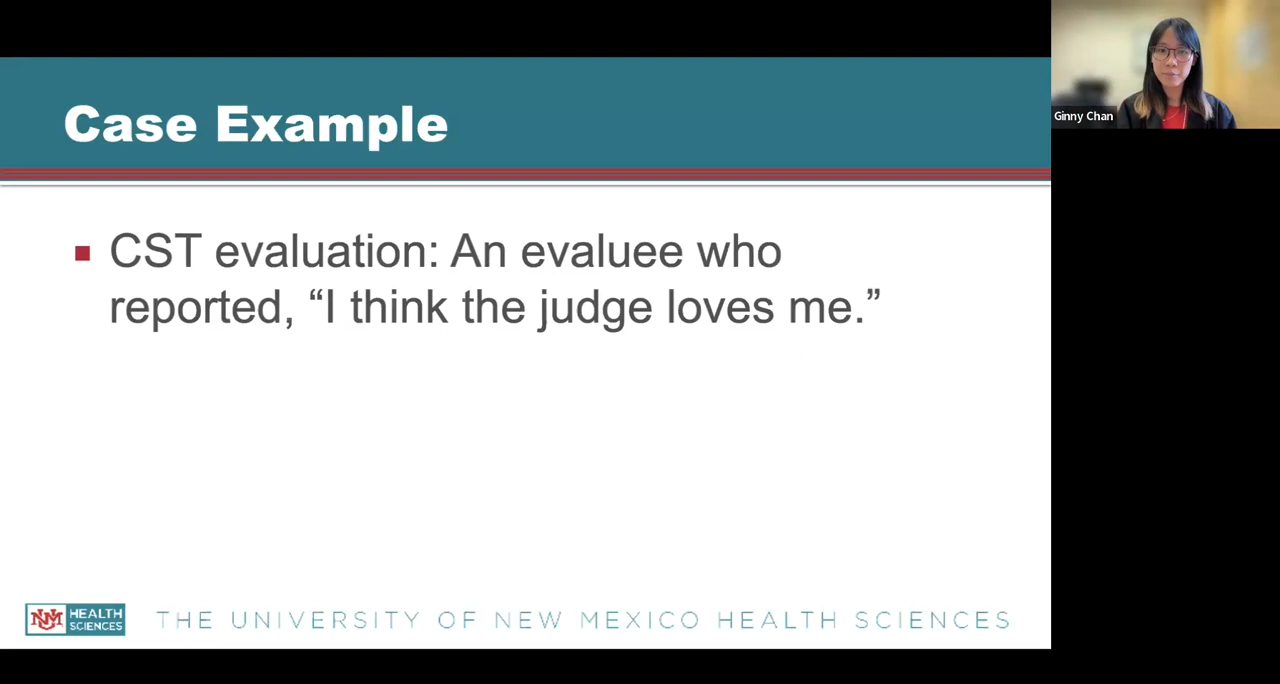 Case Example
Ginny Chan
▪ CST evaluation: An evaluee who
reported, “I think the judge loves me.”
UNM HEALTH
SCIENCES
THE UNIVERSITY OF NEW MEXICO HEALTH SCIENCES